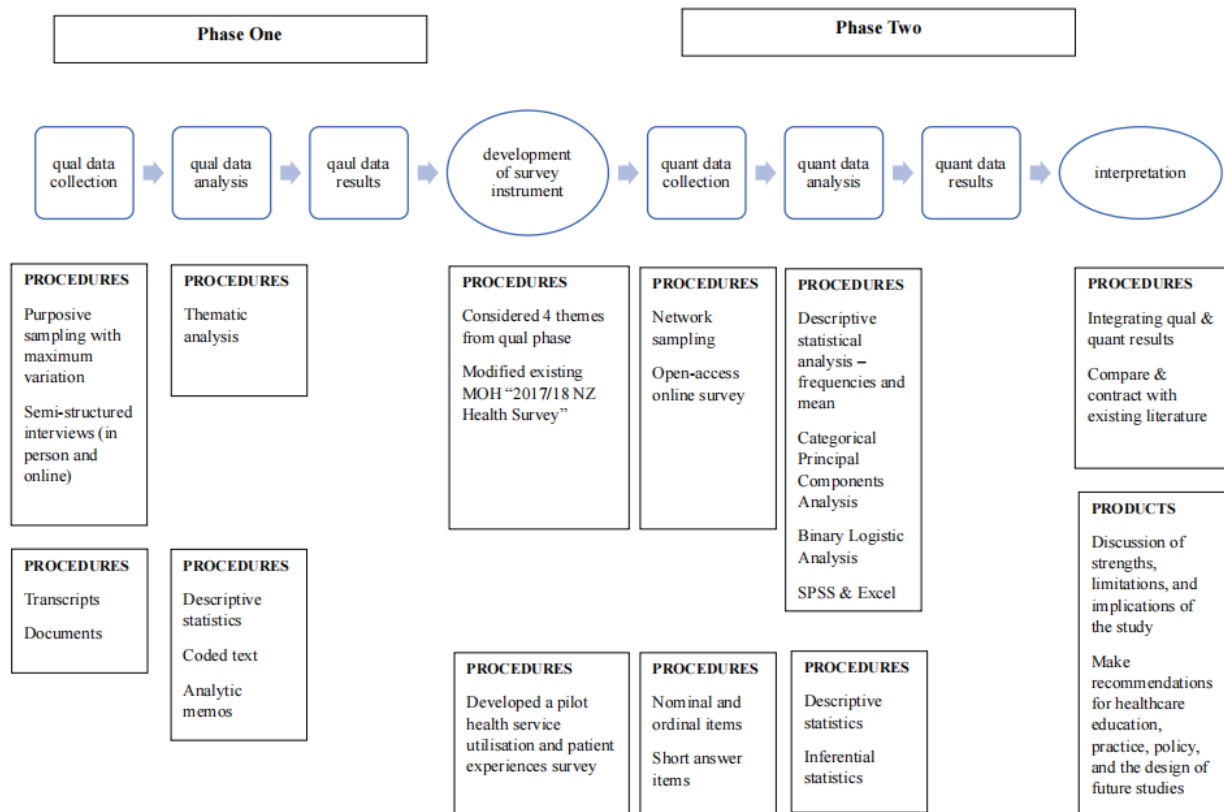 Phase One
Phase Two
qual data
collection
qual data
analysis
qaul data
results
development
of survey
instrument
quant data
collection
quant data
analysis
quant data
results
interpretation
PROCEDURES
Purposive
sampling with
maximum
variation
Semi-structured
interviews (in
person and
online)
PROCEDURES
Thematic
analysis
PROCEDURES
Considered 4 themes
from qual phase
Modified existing
MOH “2017/18 NZ
Health Survey”
PROCEDURES
Network
sampling
Open-access
online survey
PROCEDURES
Descriptive
statistical
analysis –
frequencies and
mean
Categorical
Principal
Components
Analysis
Binary Logistic
Analysis
SPSS & Excel
PROCEDURES
Integrating qual &
quant results
Compare &
contract with
existing literature
PROCEDURES
Transcripts
Documents
PROCEDURES
Descriptive
statistics
Coded text
Analytic
memos
PROCEDURES
Developed a pilot
health service
utilisation and patient
experiences survey
PROCEDURES
Nominal and
ordinal items
Short answer
items
PROCEDURES
Descriptive
statistics
Inferential
statistics
PRODUCTS
Discussion of
strengths,
limitations, and
implications of
the study
Make
recommendations
for healthcare
education,
practice, policy,
and the design of
future studies